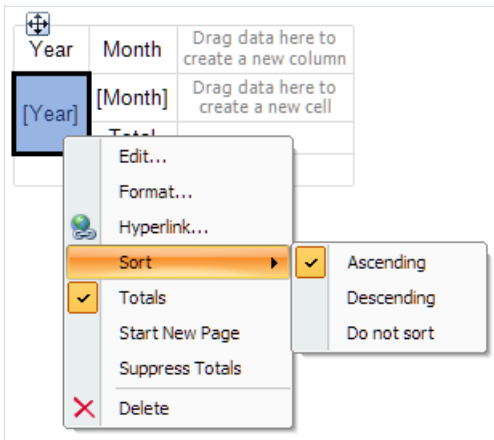 Year Month Drag data here to
create a new column
[Year] [Month] Drag data here to
create a new cell
Total
Edit...
Format...
Hyperlink...
Sort Ascending
Totals Descending
Start New Page Do not sort
Suppress Totals
Delete